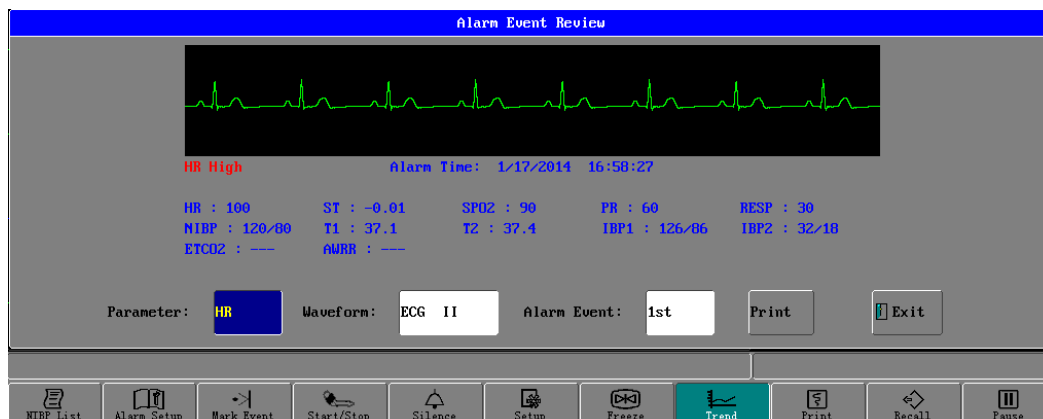 Alarm Event Review
HR High Alarm Time: 1/17/2014 16:58:27
HR : 100 ST : -0.01 SPO2 : 90 PR : 60 RESP : 30
NIBP : 120/80 T1 : 37.1 T2 : 37.4 IBP1 : 126/86 IBP2 : 32/18
ETCO2 : --- AWRR : ---
Parameter: HR Waveform: ECG II Alarm Event: 1st Print Exit
NIBP List Alarm Setup Mark Event Start/Stop Silence Setup Freeze Trend Print Recall Pause